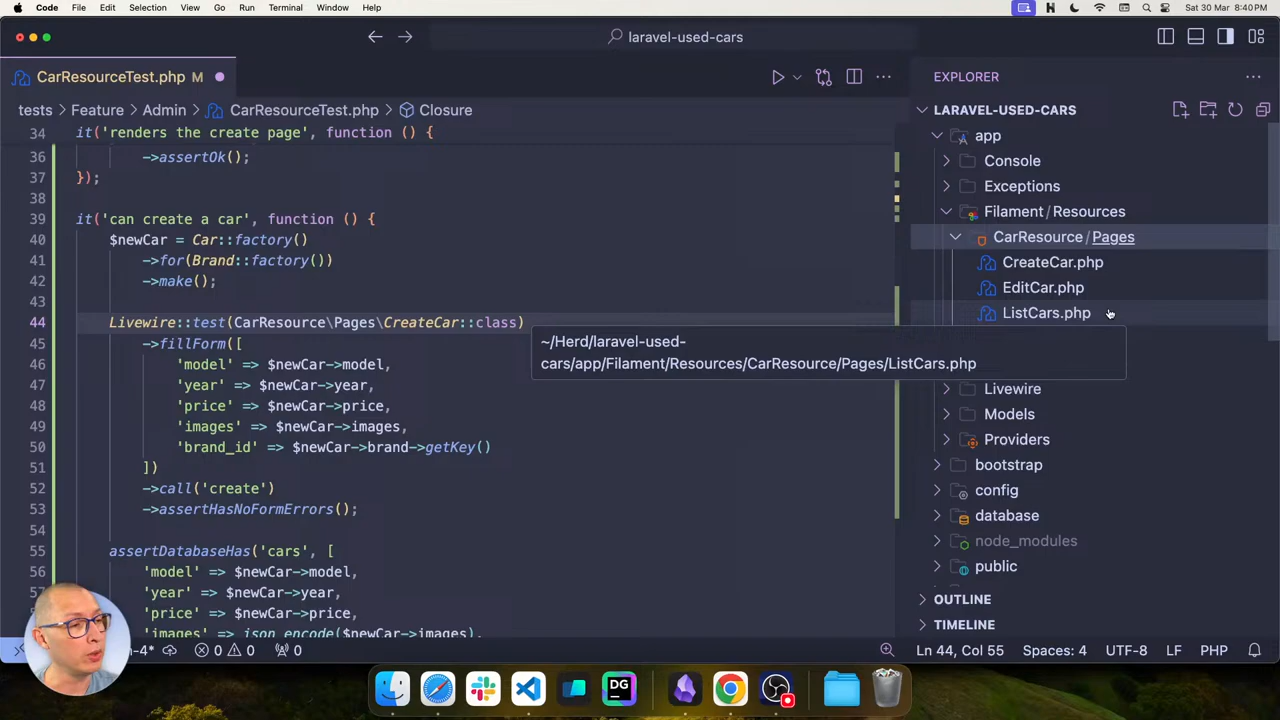 Code File Edit Selection View Go Run Terminal Window Help
Sat 30 Mar 8:40 PM
laravel-used-cars
CarResourceTest.php M
tests > Feature > Admin > CarResourceTest.php > Closure
34 it('renders the create page', function () {
36 ->assertOk();
37 });
38
39 it('can create a car', function () {
40 $newCar = Car::factory()
41 ->for(Brand::factory())
42 ->make();
43
44 Livewire::test(CarResource\Pages\CreateCar::class)
45 ->fillForm([
46 'model' => $newCar->model,
47 'year' => $newCar->year,
48 'price' => $newCar->price,
49 'images' => $newCar->images,
50 'brand_id' => $newCar->brand->getKey()
51 ])
52 ->call('create')
53 ->assertHasNoFormErrors();
54
55 assertDatabaseHas('cars', [
56 'model' => $newCar->model,
'year' => $newCar->year,
'price' => $newCar->price,
'images' => json_encode($newCar->images),
~/Herd/laravel-used-
cars/app/Filament/Resources/CarResource/Pages/ListCars.php
EXPLORER
LARAVEL-USED-CARS
app
Console
Exceptions
Filament/Resources
CarResource/Pages
CreateCar.php
EditCar.php
ListCars.php
Livewire
Models
Providers
bootstrap
config
database
node_modules
public
OUTLINE
TIMELINE
n-4* 0 0 0
Ln 44, Col 55 Spaces: 4 UTF-8 LF PHP
DG